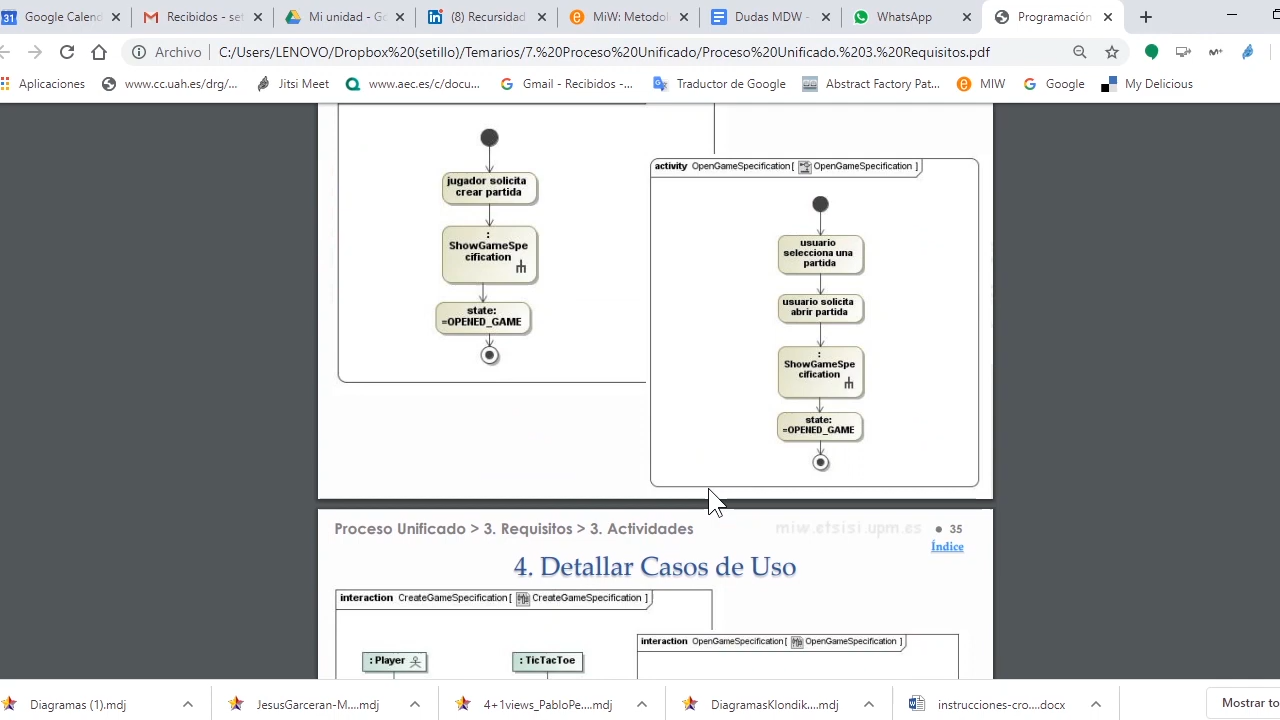 31 Google Calend
Recibidos - set
Mi unidad - Go
(8) Recursidad
MiW: Metodol
Dudas MDW -
WhatsApp
Programación
Archivo
C:/Users/LENOVO/Dropbox%20(setillo)/Temarios/7.%20Proceso%20Unificado/Proceso%20Unificado.%203.%20Requisitos.pdf
Aplicaciones
www.cc.uah.es/drg/...
Jitsi Meet
www.aee.es/c/docu...
Gmail - Recibidos -...
Traductor de Google
Abstract Factory Pat...
MIW
Google
My Delicious
jugador solicita
crear partida
:
ShowGameSpe
cification
state:
=OPENED_GAME
activity OpenGameSpecification[ OpenGameSpecification ]
usuario
selecciona una
partida
usuario solicita
abrir partida
:
ShowGameSpe
cification
state:
=OPENED_GAME
Proceso Unificado > 3. Requisitos > 3. Actividades
miw.etsisi.upm.es
35
Índice
4. Detallar Casos de Uso
interaction CreateGameSpecification[ CreateGameSpecification ]
interaction OpenGameSpecification[ OpenGameSpecification ]
: Player
: TicTacToe
Diagramas (1).mdj
JesusGarceran-M....mdj
4+1views_PabloPe....mdj
DiagramasKlondik....mdj
instrucciones-cro....docx
Mostrar to